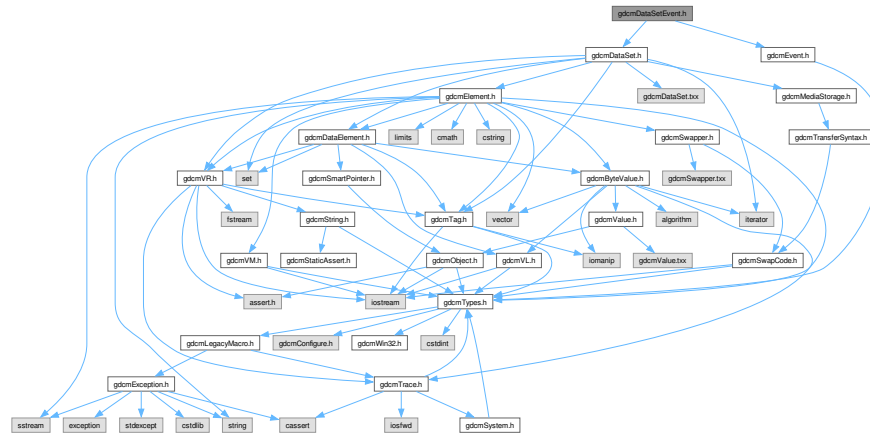 gdcmDataSetEvent.h
gdcmDataSet.h
gdcmEvent.h
gdcmElement.h
gdcmDataSet.txx
gdcmMediaStorage.h
gdcmDataElement.h
limits
cmath
cstring
gdcmSwapper.h
gdcmTransferSyntax.h
gdcmVR.h
set
gdcmSmartPointer.h
gdcmByteValue.h
gdcmSwapper.txx
fstream
gdcmString.h
gdcmTag.h
vector
gdcmValue.h
algorithm
iterator
gdcmVM.h
gdcmStaticAssert.h
gdcmObject.h
gdcmVL.h
iomanip
gdcmValue.txx
gdcmSwapCode.h
assert.h
iostream
gdcmTypes.h
gdcmLegacyMacro.h
gdcmConfigure.h
gdcmWin32.h
cstdint
gdcmException.h
gdcmTrace.h
sstream
exception
stdexcept
cstdlib
string
cassert
iosfwd
gdcmSystem.h